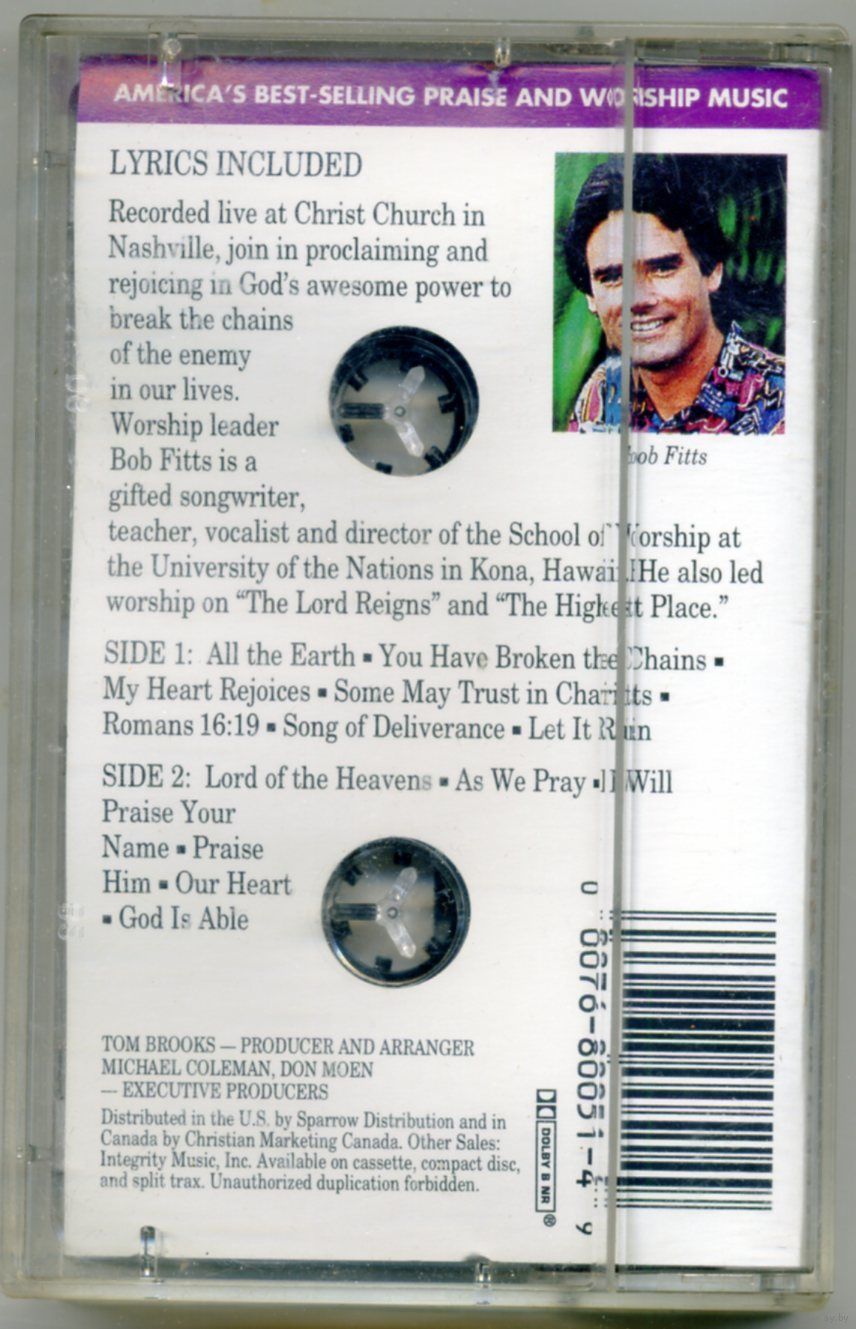 AMERICA'S BEST-SELLING PRAISE AND WORSHIP MUSIC
LYRICS INCLUDED
Recorded live at Christ Church in
Nashville, join in proclaiming and
rejoicing in God's awesome power to
break the chains
of the enemy
in our lives.
Worship leader
Bob Fitts is a
gifted songwriter,
teacher, vocalist and director of the School of Worship at
the University of the Nations in Kona, Hawaii. He also led
worship on “The Lord Reigns” and “The Highest Place.”
Bob Fitts
SIDE 1: All the Earth ▪ You Have Broken the Chains ▪
My Heart Rejoices ▪ Some May Trust in Chariots ▪
Romans 16:19 ▪ Song of Deliverance ▪ Let It Rain
SIDE 2: Lord of the Heavens ▪ As We Pray ▪ I Will
Praise Your
Name ▪ Praise
Him ▪ Our Heart
▪ God Is Able
TOM BROOKS — PRODUCER AND ARRANGER
MICHAEL COLEMAN, DON MOEN
— EXECUTIVE PRODUCERS
Distributed in the U.S. by Sparrow Distribution and in
Canada by Christian Marketing Canada. Other Sales:
Integrity Music, Inc. Available on cassette, compact disc,
and split trax. Unauthorized duplication forbidden.
DOLBY B NR ®
0 0076-80051-4 9